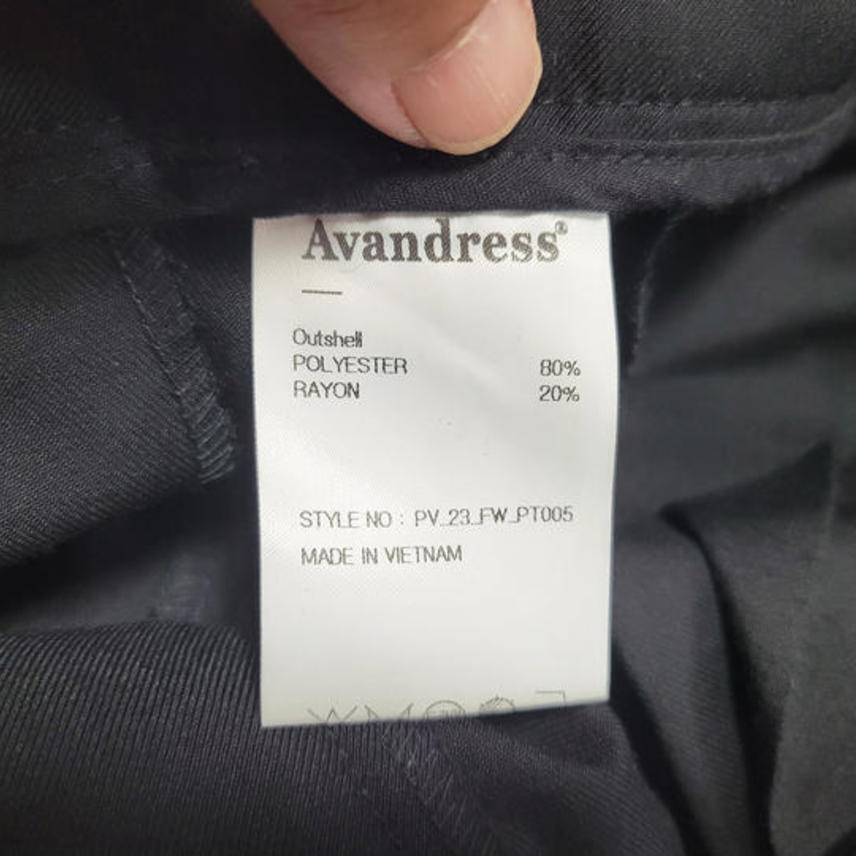 Avandress®
Outshell
POLYESTER 80%
RAYON 20%
STYLE NO : PV_23_FW_PT005
MADE IN VIETNAM